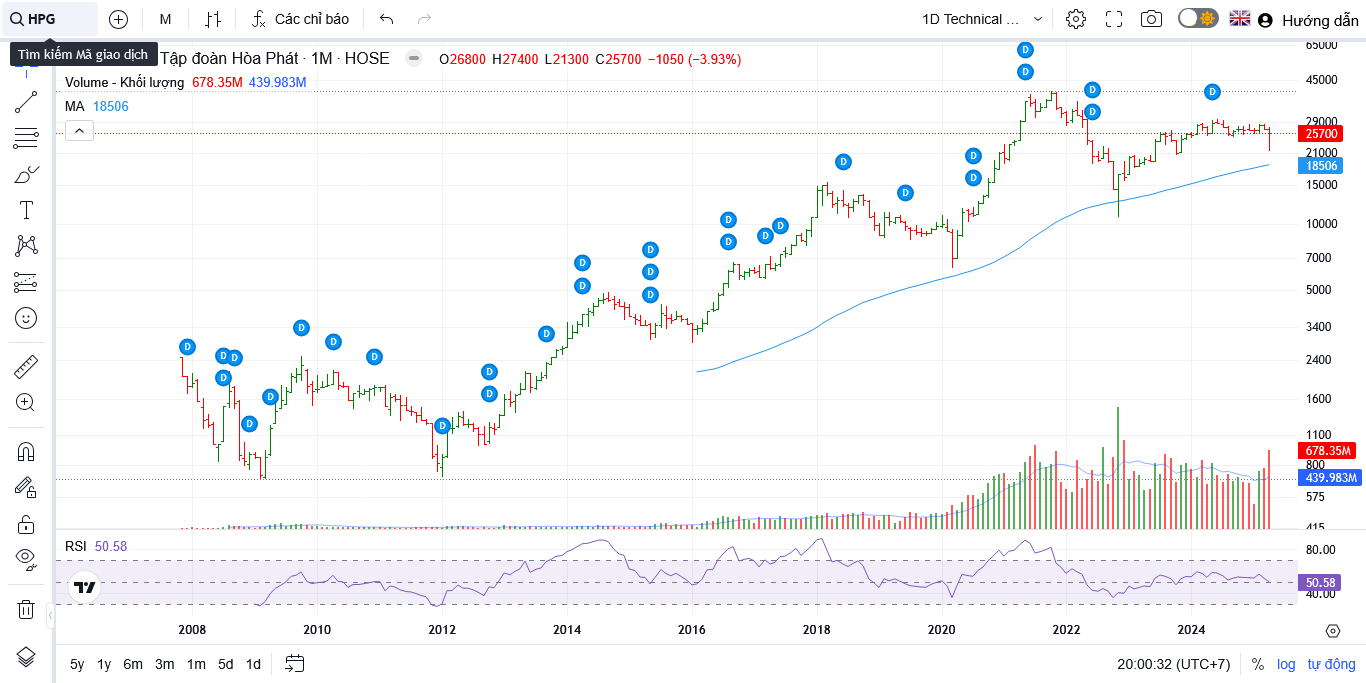 HPG
M
Các chỉ báo
1D Technical ...
Hướng dẫn
Tìm kiếm Mã giao dịch
Tập đoàn Hòa Phát · 1M · HOSE
O26800 H27400 L21300 C25700 −1050 (−3.93%)
Volume - Khối lượng 678.35M 439.983M
MA 18506
65000
45000
29000
25700
21000
18506
15000
10000
7000
5000
3400
2400
1600
1100
678.35M
800
439.983M
575
415
D D
D D D
D D D
D D D D D
D D D D D
D D D D
D D D D D
D D D D
D D
RSI 50.58
80.00
50.58
40.00
2008 2010 2012 2014 2016 2018 2020 2022 2024
5y 1y 6m 3m 1m 5d 1d
20:00:32 (UTC+7)
% log tự động